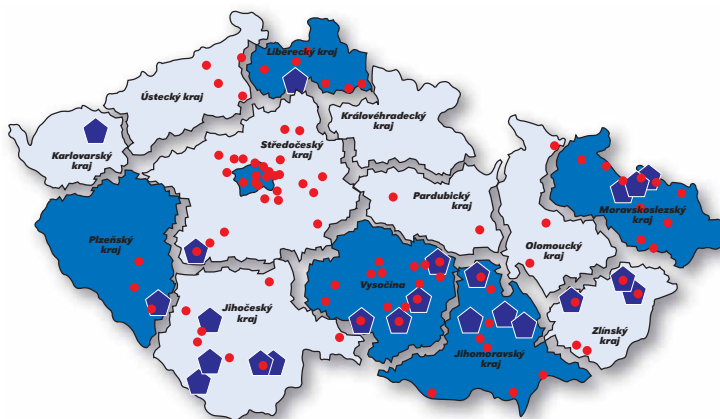 Liberecký kraj
Ústecký kraj
Královéhradecký
kraj
Karlovarský
kraj
Středočeský
kraj
Pardubický
kraj
Moravskoslezský
kraj
Olomoucký
kraj
Plzeňský
kraj
Vysočina
Jihočeský
kraj
Zlínský
kraj
Jihomoravský
kraj